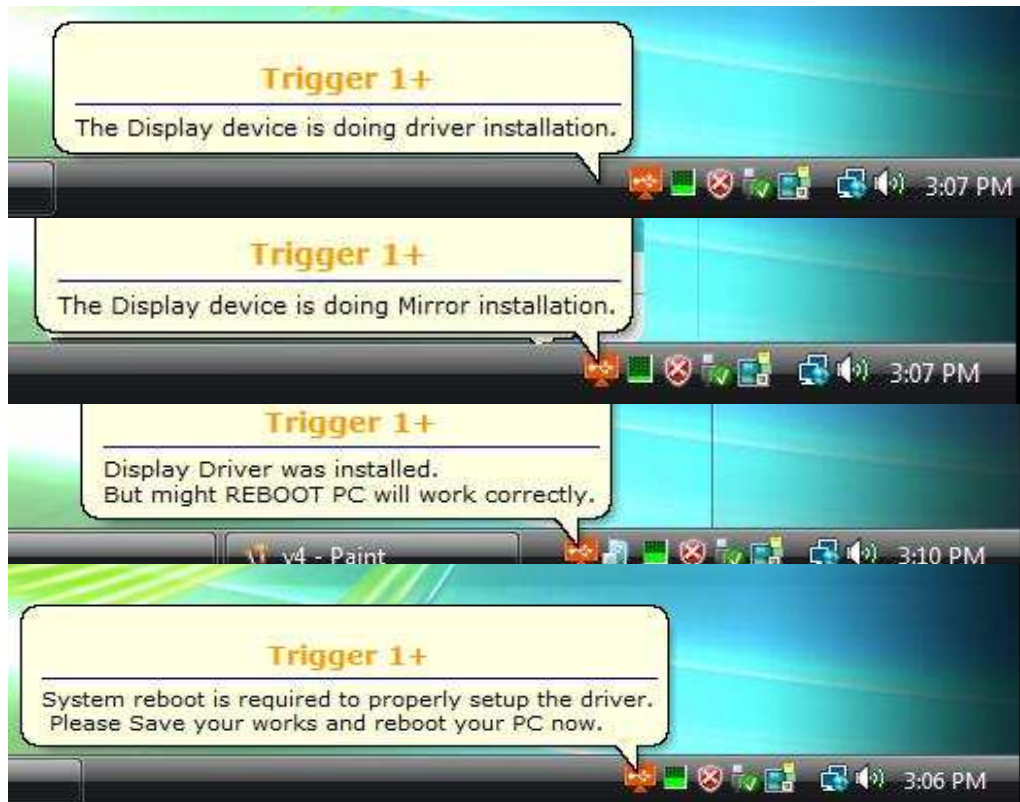 Trigger 1+
The Display device is doing driver installation.
3:07 PM
Trigger 1+
The Display device is doing Mirror installation.
3:07 PM
Trigger 1+
Display Driver was installed.
But might REBOOT PC will work correctly.
v4 - Paint
3:10 PM
Trigger 1+
System reboot is required to properly setup the driver.
Please Save your works and reboot your PC now.
3:06 PM